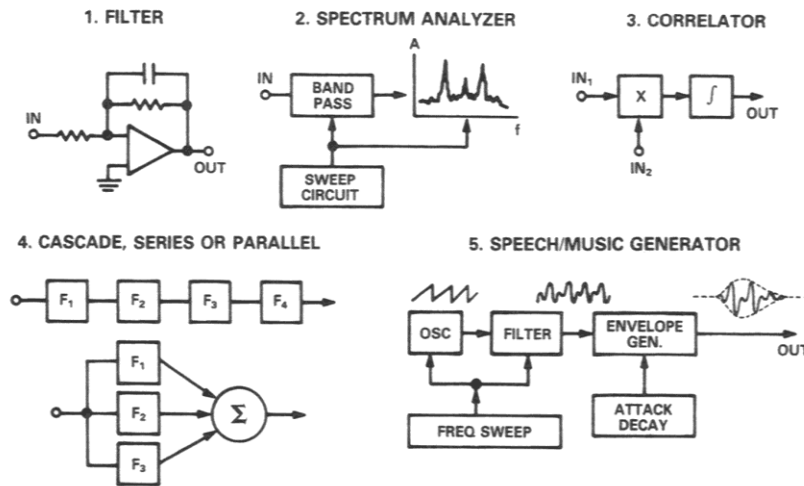 1. FILTER
IN
OUT
2. SPECTRUM ANALYZER
IN
BAND
PASS
SWEEP
CIRCUIT
A
f
3. CORRELATOR
IN₁
X
∫
OUT
IN₂
4. CASCADE, SERIES OR PARALLEL
F₁
F₂
F₃
F₄
F₁
F₂
F₃
Σ
5. SPEECH/MUSIC GENERATOR
OSC
FILTER
ENVELOPE
GEN.
OUT
FREQ SWEEP
ATTACK
DECAY